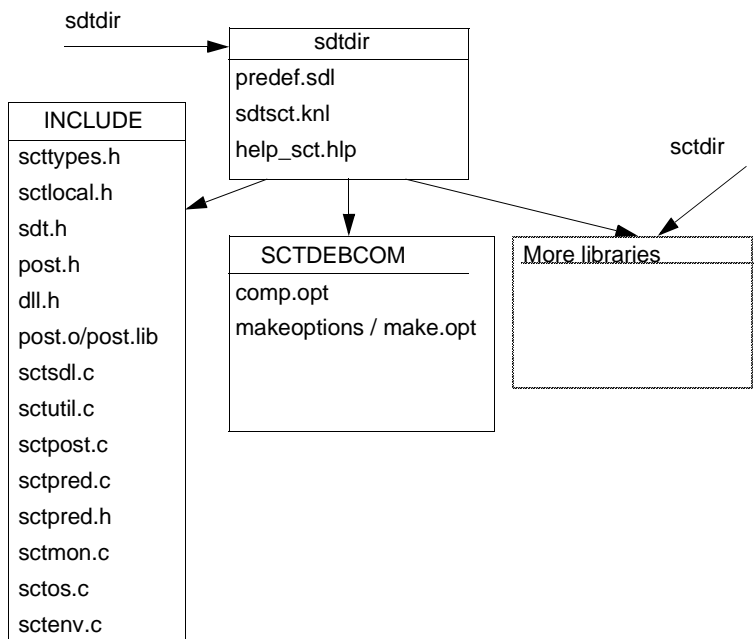 sdtdir
sdtdir
predef.sdl
sdtsct.knl
help_sct.hlp
INCLUDE
scttypes.h
sctlocal.h
sdt.h
post.h
dll.h
post.o/post.lib
sctsdl.c
sctutil.c
sctpost.c
sctpred.c
sctpred.h
sctmon.c
sctos.c
sctenv.c
SCTDEBCOM
comp.opt
makeoptions / make.opt
sctdir
More libraries